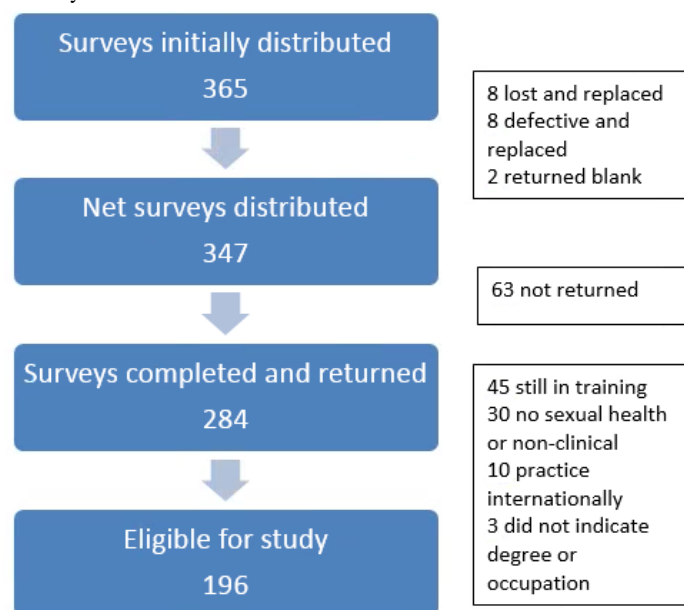 Surveys initially distributed
365
8 lost and replaced
8 defective and
replaced
2 returned blank
Net surveys distributed
347
63 not returned
Surveys completed and returned
284
45 still in training
30 no sexual health
or non-clinical
10 practice
internationally
3 did not indicate
degree or
occupation
Eligible for study
196